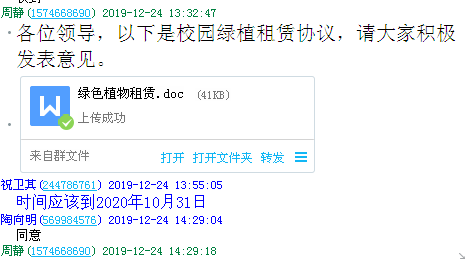 周静(1574668690) 2019-12-24 13:32:47
各位领导，以下是校园绿植租赁协议，请大家积极
发表意见。
绿色植物租赁.doc (41KB)
上传成功
来自群文件 打开 打开文件夹 转发
祝卫其(244786761) 2019-12-24 13:55:05
时间应该到2020年10月31日
陶向明(569984576) 2019-12-24 14:29:04
同意
周静(1574668690) 2019-12-24 14:29:18